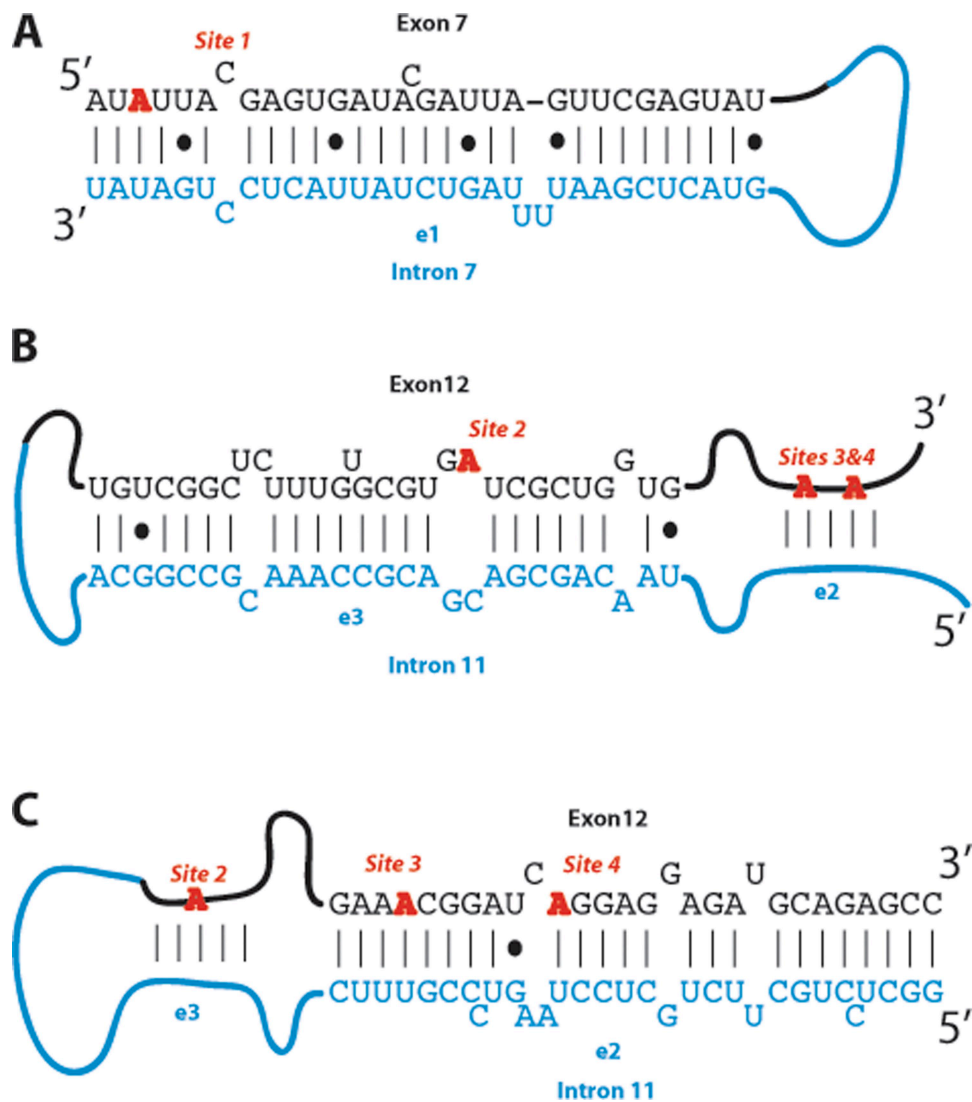 A
Exon 7
Site 1
5′
C
C
AUAUUA GAGUGAUAGAUUA–GUUCGAGUAU
UAUAGU CUCAUUAUCUGAU UAAGCUCAUG
C
UU
3′
e1
Intron 7
B
Exon12
3′
Site 2
Sites 3&4
UC U GA G
UGUCGGC UUUGGCGU UCGCUG UG
A A
ACGGCCG AAACCGCA AGCGACA AU
C GC A
e3
e2
5′
Intron 11
C
Exon12
3′
Site 2
Site 3
Site 4
C G U
A
GAAACGGAU AGGAG AGA GCAGAGCC
CUUUGCCUG UCCUC UCU CGUCUCGG
C AA G U C
5′
e3
e2
Intron 11